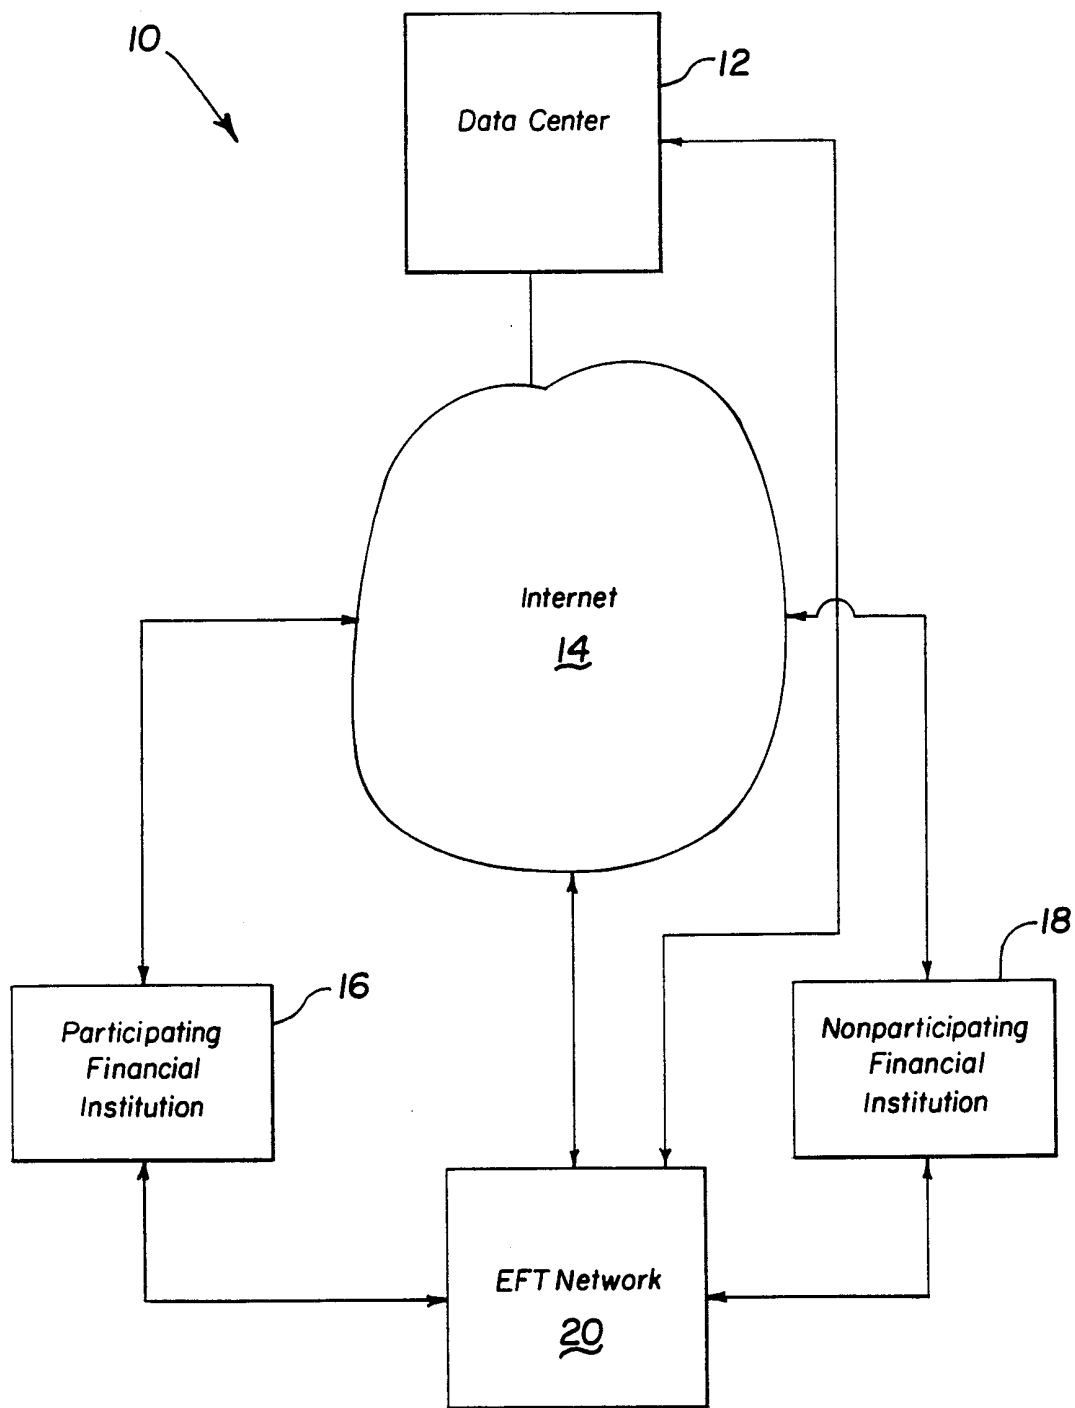 10
12
Data Center
Internet
14
18
16
Participating
Financial
Institution
Nonparticipating
Financial
Institution
EFT Network
20